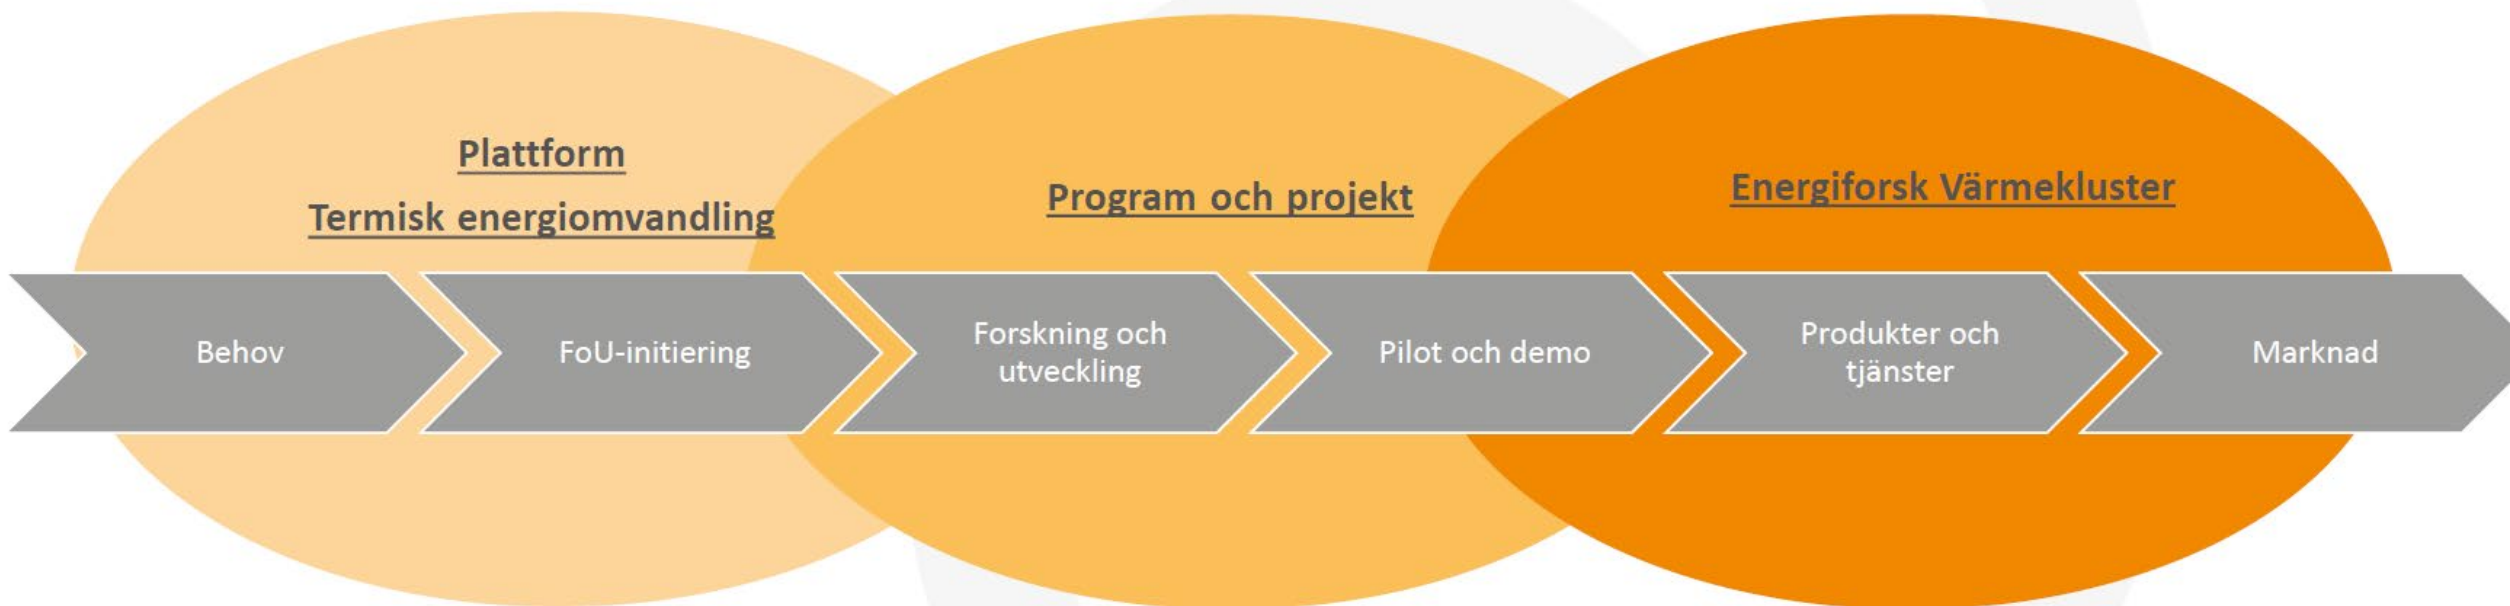 Plattform
Termisk energiomvandling
Program och projekt
Energiforsk Värmekluster
Behov
FoU-initiering
Forskning och
utveckling
Pilot och demo
Produkter och
tjänster
Marknad